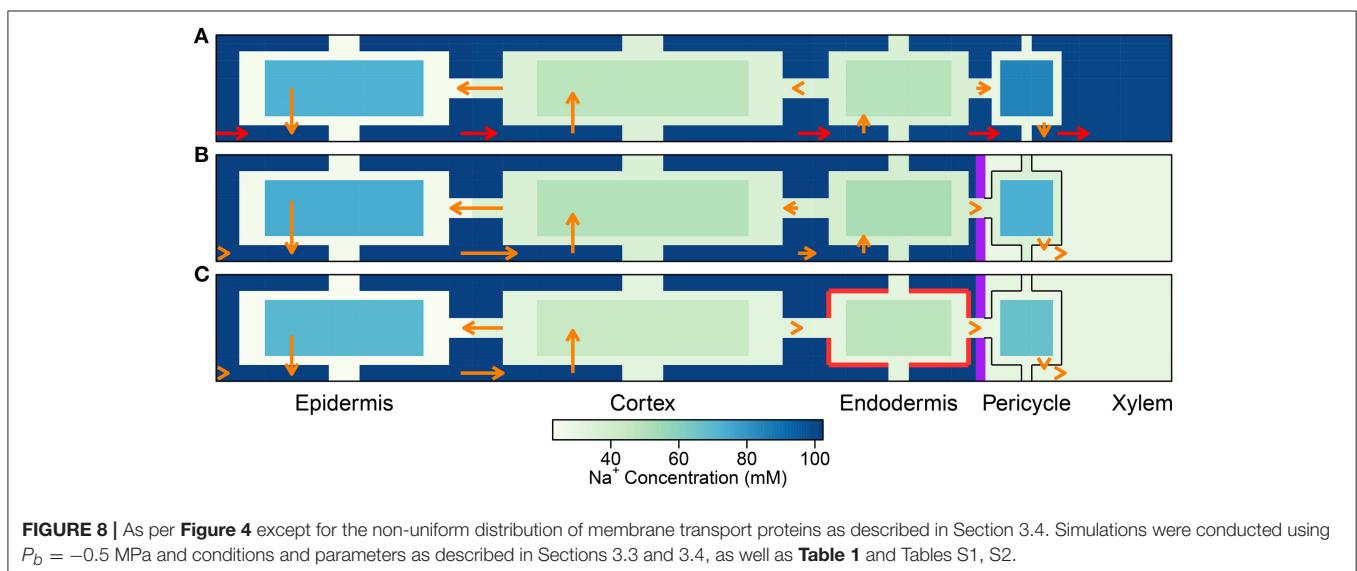 A
B
C
Epidermis Cortex Endodermis Pericycle Xylem
40 60 80 100
Na⁺ Concentration (mM)
FIGURE 8 | As per Figure 4 except for the non-uniform distribution of membrane transport proteins as described in Section 3.4. Simulations were conducted using
P_b = −0.5 MPa and conditions and parameters as described in Sections 3.3 and 3.4, as well as Table 1 and Tables S1, S2.